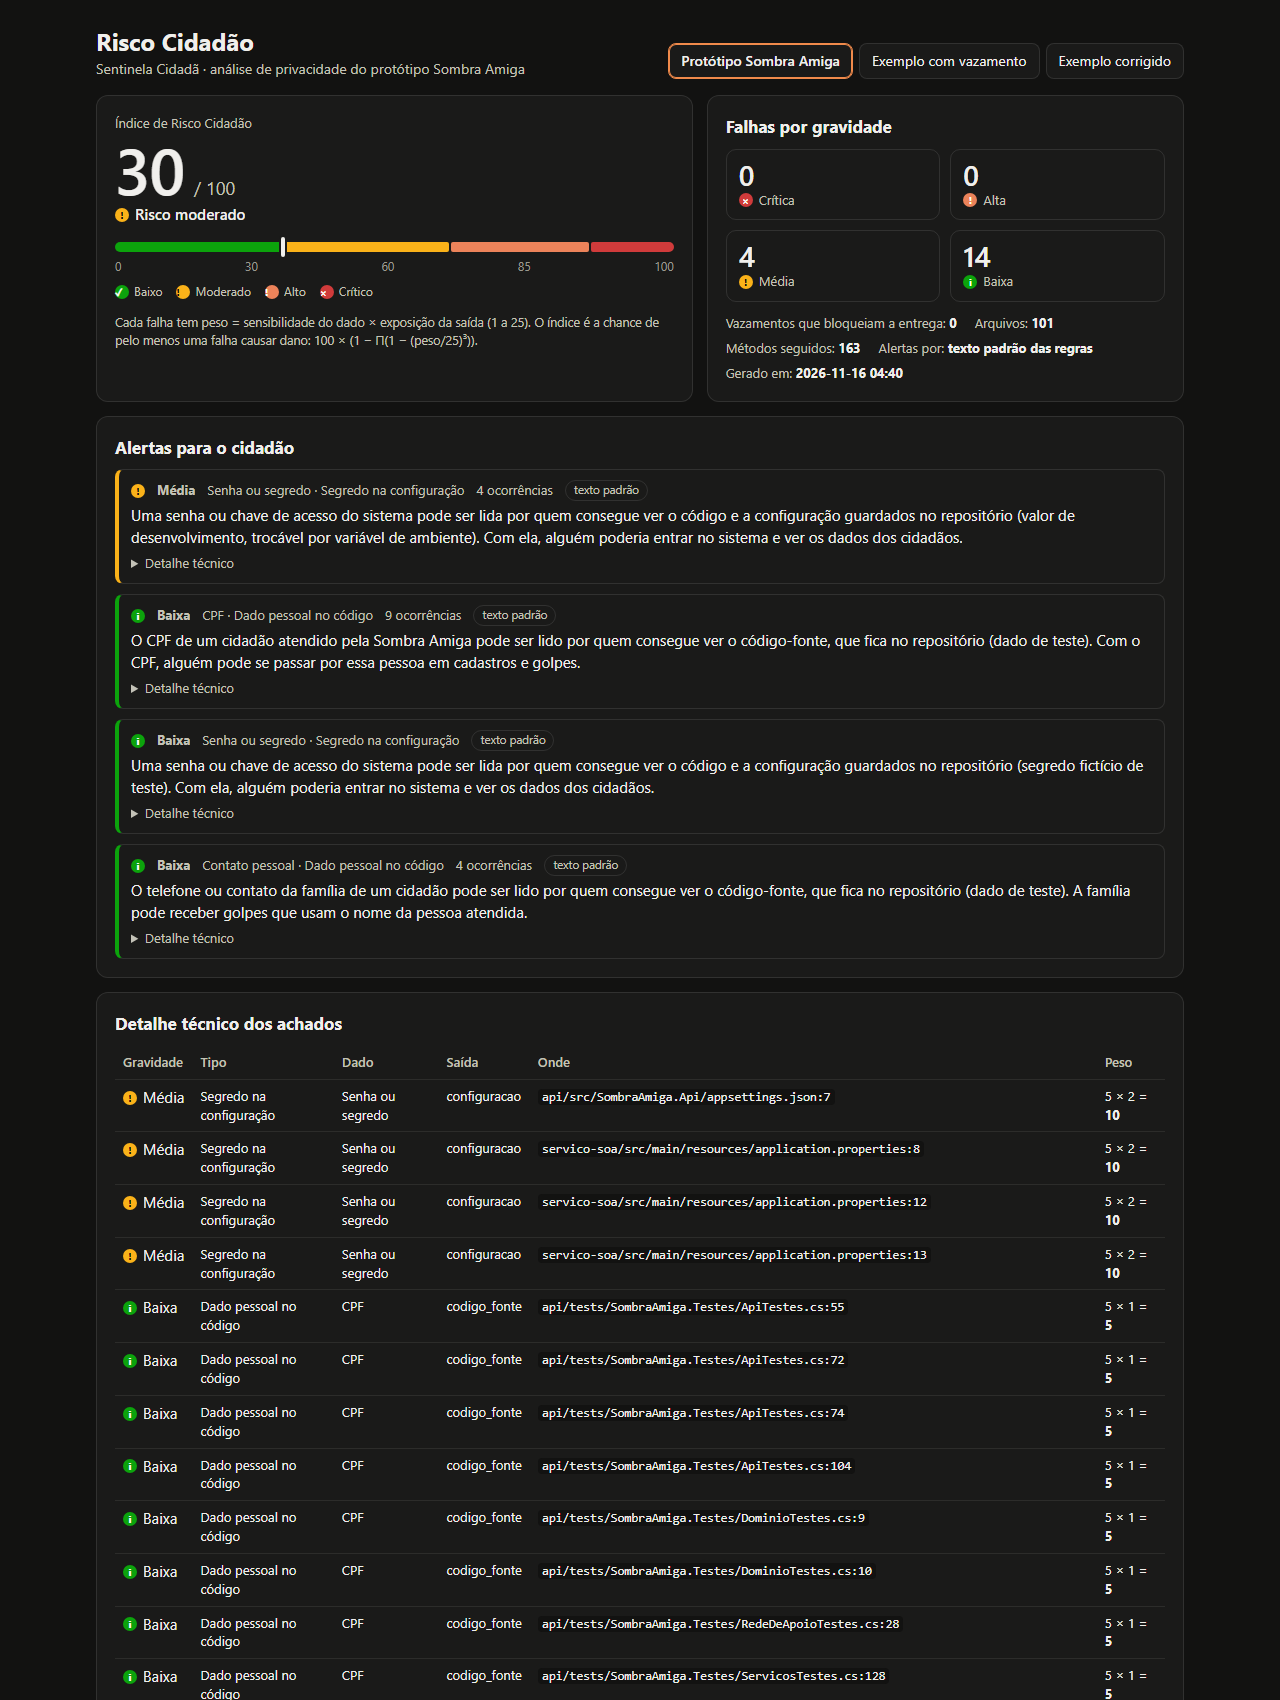 Risco Cidadão
Sentinela Cidadã · análise de privacidade do protótipo Sombra Amiga
Protótipo Sombra Amiga
Exemplo com vazamento
Exemplo corrigido
Índice de Risco Cidadão
30 / 100
Risco moderado
0 30 60 85 100
Baixo Moderado Alto Crítico
Cada falha tem peso = sensibilidade do dado × exposição da saída (1 a 25). O índice é a chance de
pelo menos uma falha causar dano: 100 × (1 − Π(1 − (peso/25)³)).
Falhas por gravidade
0
Crítica
0
Alta
4
Média
14
Baixa
Vazamentos que bloqueiam a entrega: 0 Arquivos: 101
Métodos seguidos: 163 Alertas por: texto padrão das regras
Gerado em: 2026-11-16 04:40
Alertas para o cidadão
Média Senha ou segredo · Segredo na configuração 4 ocorrências texto padrão
Uma senha ou chave de acesso do sistema pode ser lida por quem consegue ver o código e a configuração guardados no repositório (valor de
desenvolvimento, trocável por variável de ambiente). Com ela, alguém poderia entrar no sistema e ver os dados dos cidadãos.
▶ Detalhe técnico
Baixa CPF · Dado pessoal no código 9 ocorrências texto padrão
O CPF de um cidadão atendido pela Sombra Amiga pode ser lido por quem consegue ver o código-fonte, que fica no repositório (dado de teste). Com o
CPF, alguém pode se passar por essa pessoa em cadastros e golpes.
▶ Detalhe técnico
Baixa Senha ou segredo · Segredo na configuração texto padrão
Uma senha ou chave de acesso do sistema pode ser lida por quem consegue ver o código e a configuração guardados no repositório (segredo fictício de
teste). Com ela, alguém poderia entrar no sistema e ver os dados dos cidadãos.
▶ Detalhe técnico
Baixa Contato pessoal · Dado pessoal no código 4 ocorrências texto padrão
O telefone ou contato da família de um cidadão pode ser lido por quem consegue ver o código-fonte, que fica no repositório (dado de teste). A família
pode receber golpes que usam o nome da pessoa atendida.
▶ Detalhe técnico
Detalhe técnico dos achados
Gravidade Tipo Dado Saída Onde Peso
Média Segredo na Senha ou configuracao api/src/SombraAmiga.Api/appsettings.json:7 5 × 2 =
configuração segredo 10
Média Segredo na Senha ou configuracao servico-soa/src/main/resources/application.properties:8 5 × 2 =
configuração segredo 10
Média Segredo na Senha ou configuracao servico-soa/src/main/resources/application.properties:12 5 × 2 =
configuração segredo 10
Média Segredo na Senha ou configuracao servico-soa/src/main/resources/application.properties:13 5 × 2 =
configuração segredo 10
Baixa Dado pessoal no CPF codigo_fonte api/tests/SombraAmiga.Testes/ApiTestes.cs:55 5 × 1 =
código 5
Baixa Dado pessoal no CPF codigo_fonte api/tests/SombraAmiga.Testes/ApiTestes.cs:72 5 × 1 =
código 5
Baixa Dado pessoal no CPF codigo_fonte api/tests/SombraAmiga.Testes/ApiTestes.cs:74 5 × 1 =
código 5
Baixa Dado pessoal no CPF codigo_fonte api/tests/SombraAmiga.Testes/ApiTestes.cs:104 5 × 1 =
código 5
Baixa Dado pessoal no CPF codigo_fonte api/tests/SombraAmiga.Testes/DominioTestes.cs:9 5 × 1 =
código 5
Baixa Dado pessoal no CPF codigo_fonte api/tests/SombraAmiga.Testes/DominioTestes.cs:10 5 × 1 =
código 5
Baixa Dado pessoal no CPF codigo_fonte api/tests/SombraAmiga.Testes/RedeDeApoioTestes.cs:28 5 × 1 =
código 5
Baixa Dado pessoal no CPF codigo_fonte api/tests/SombraAmiga.Testes/ServicosTestes.cs:128 5 × 1 =
código 5